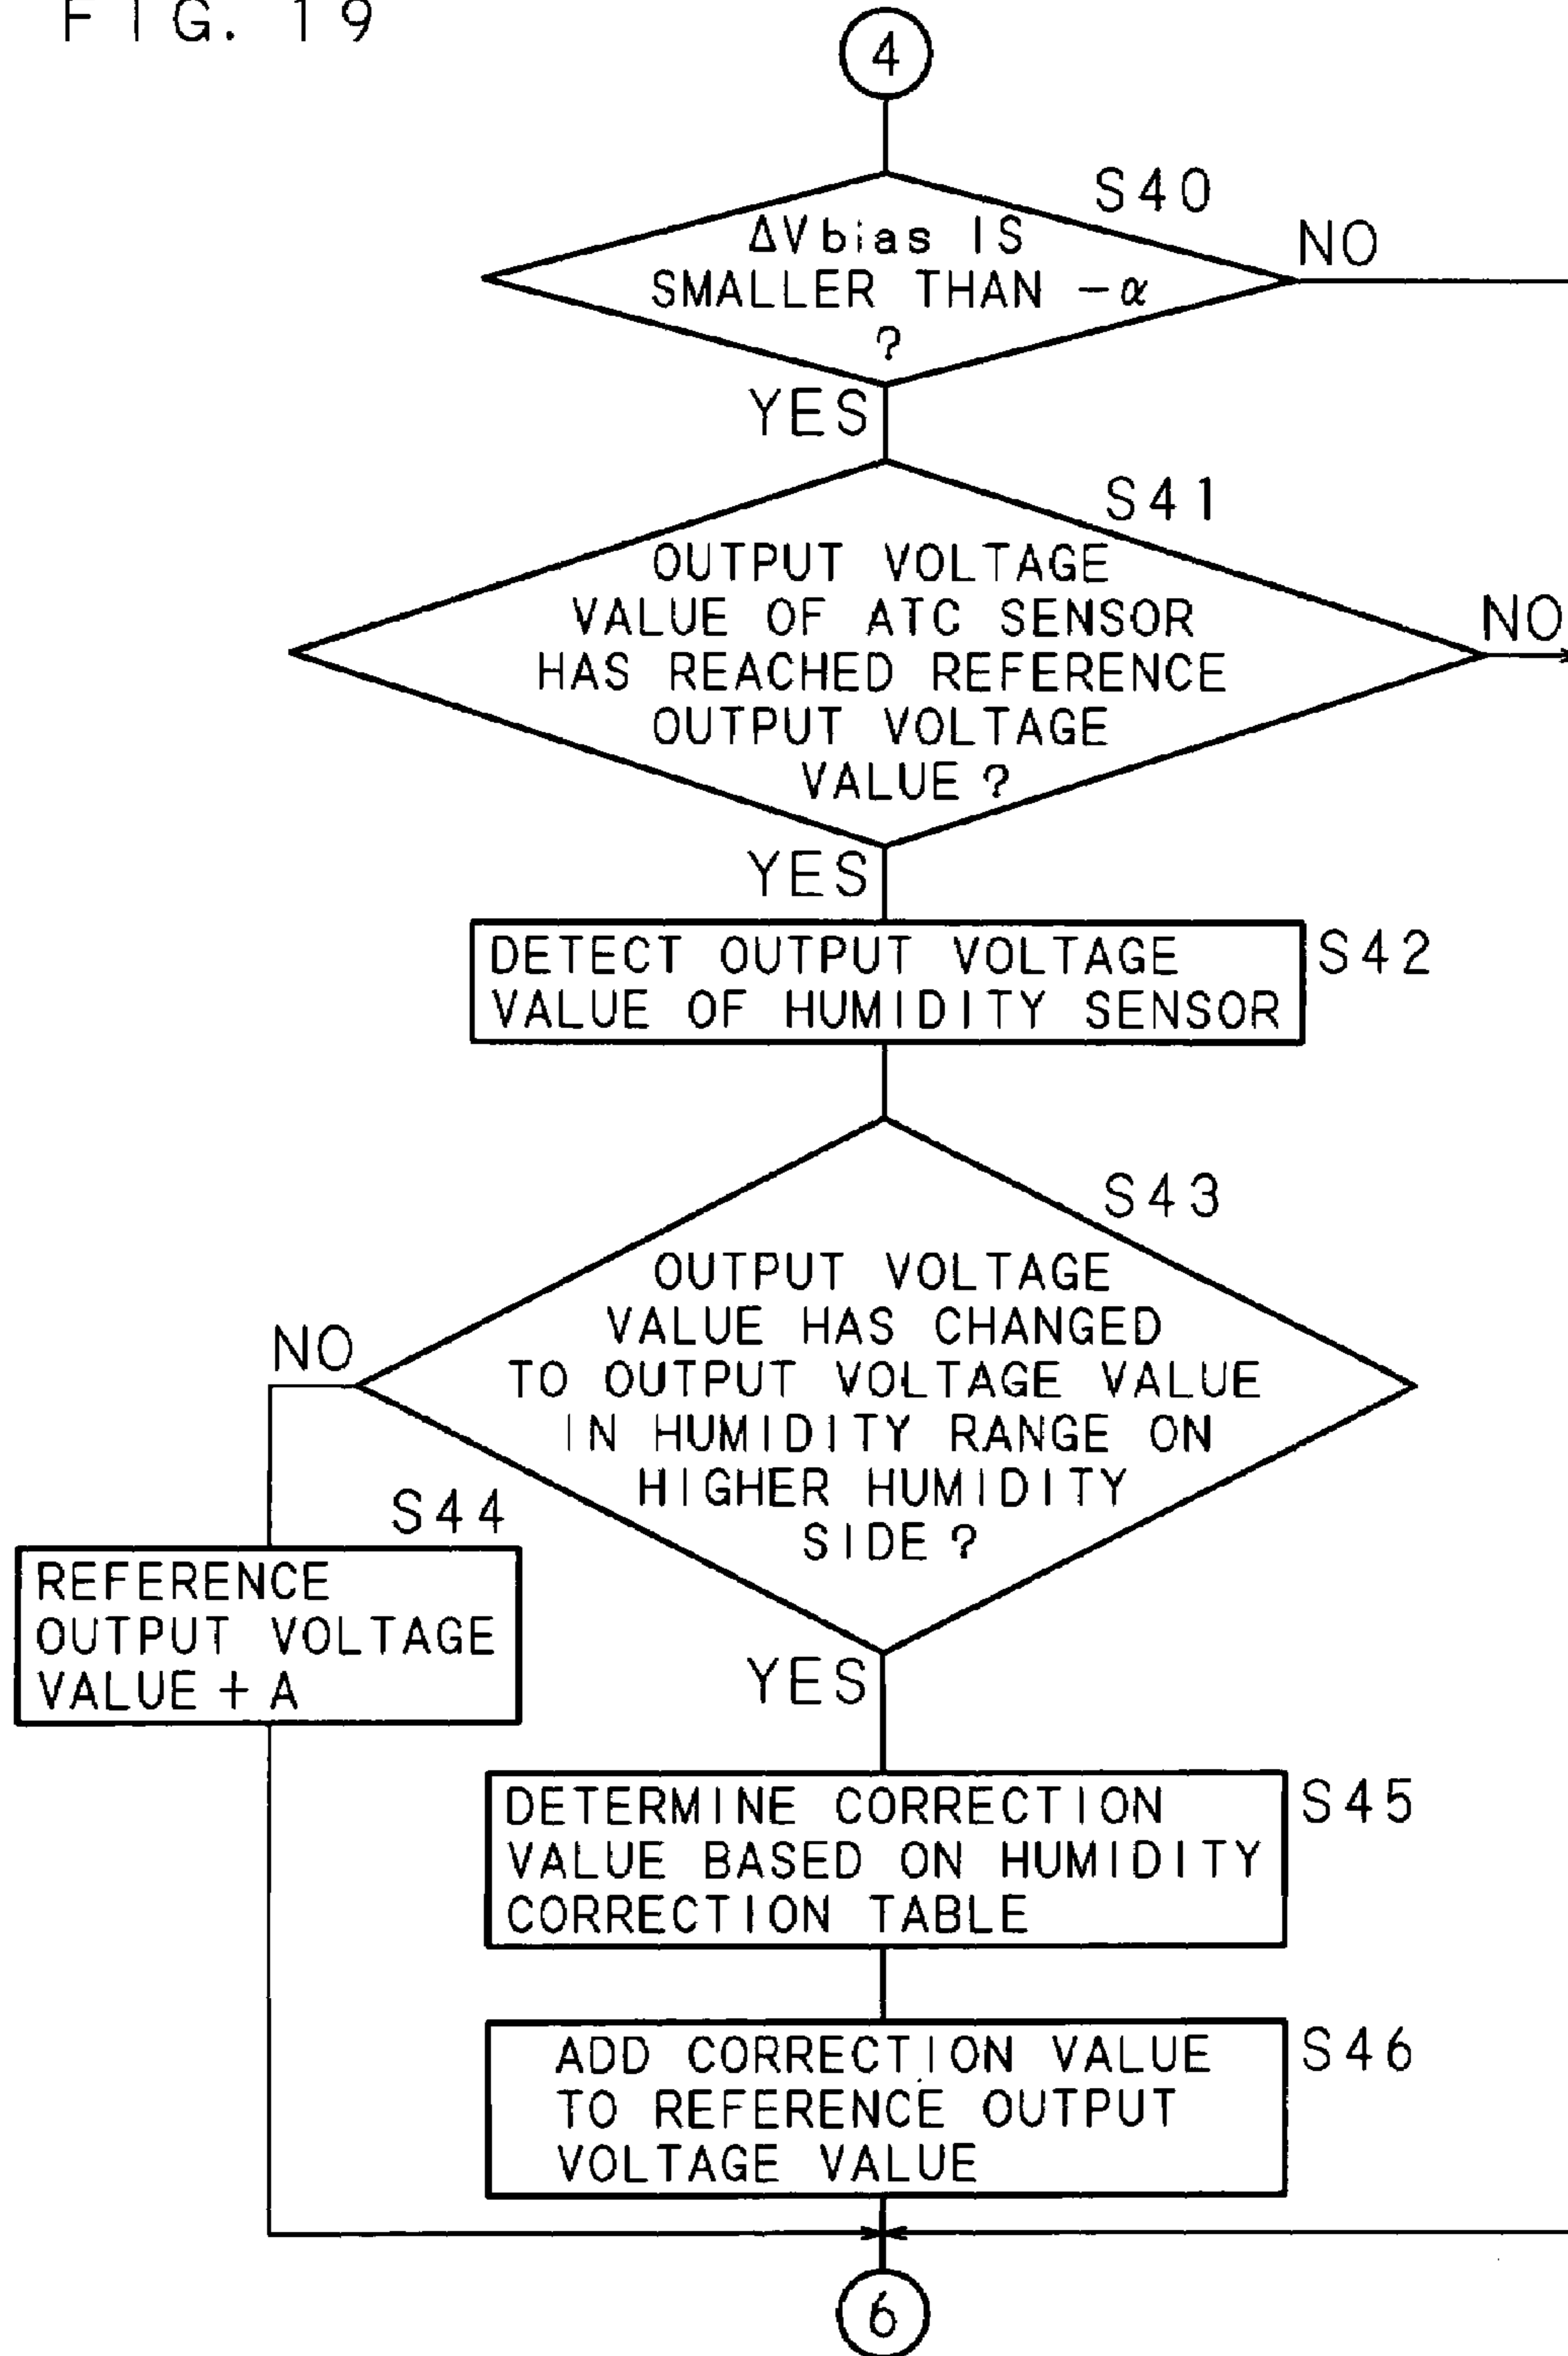 FIG. 19
4
S40
ΔVbias IS
SMALLER THAN -α
?
NO
YES
S41
OUTPUT VOLTAGE
VALUE OF ATC SENSOR
HAS REACHED REFERENCE
OUTPUT VOLTAGE
VALUE?
NO
YES
DETECT OUTPUT VOLTAGE
VALUE OF HUMIDITY SENSOR
S42
S43
OUTPUT VOLTAGE
VALUE HAS CHANGED
TO OUTPUT VOLTAGE VALUE
IN HUMIDITY RANGE ON
HIGHER HUMIDITY
SIDE?
NO
S44
REFERENCE
OUTPUT VOLTAGE
VALUE + A
YES
DETERMINE CORRECTION
VALUE BASED ON HUMIDITY
CORRECTION TABLE
S45
ADD CORRECTION VALUE
TO REFERENCE OUTPUT
VOLTAGE VALUE
S46
6